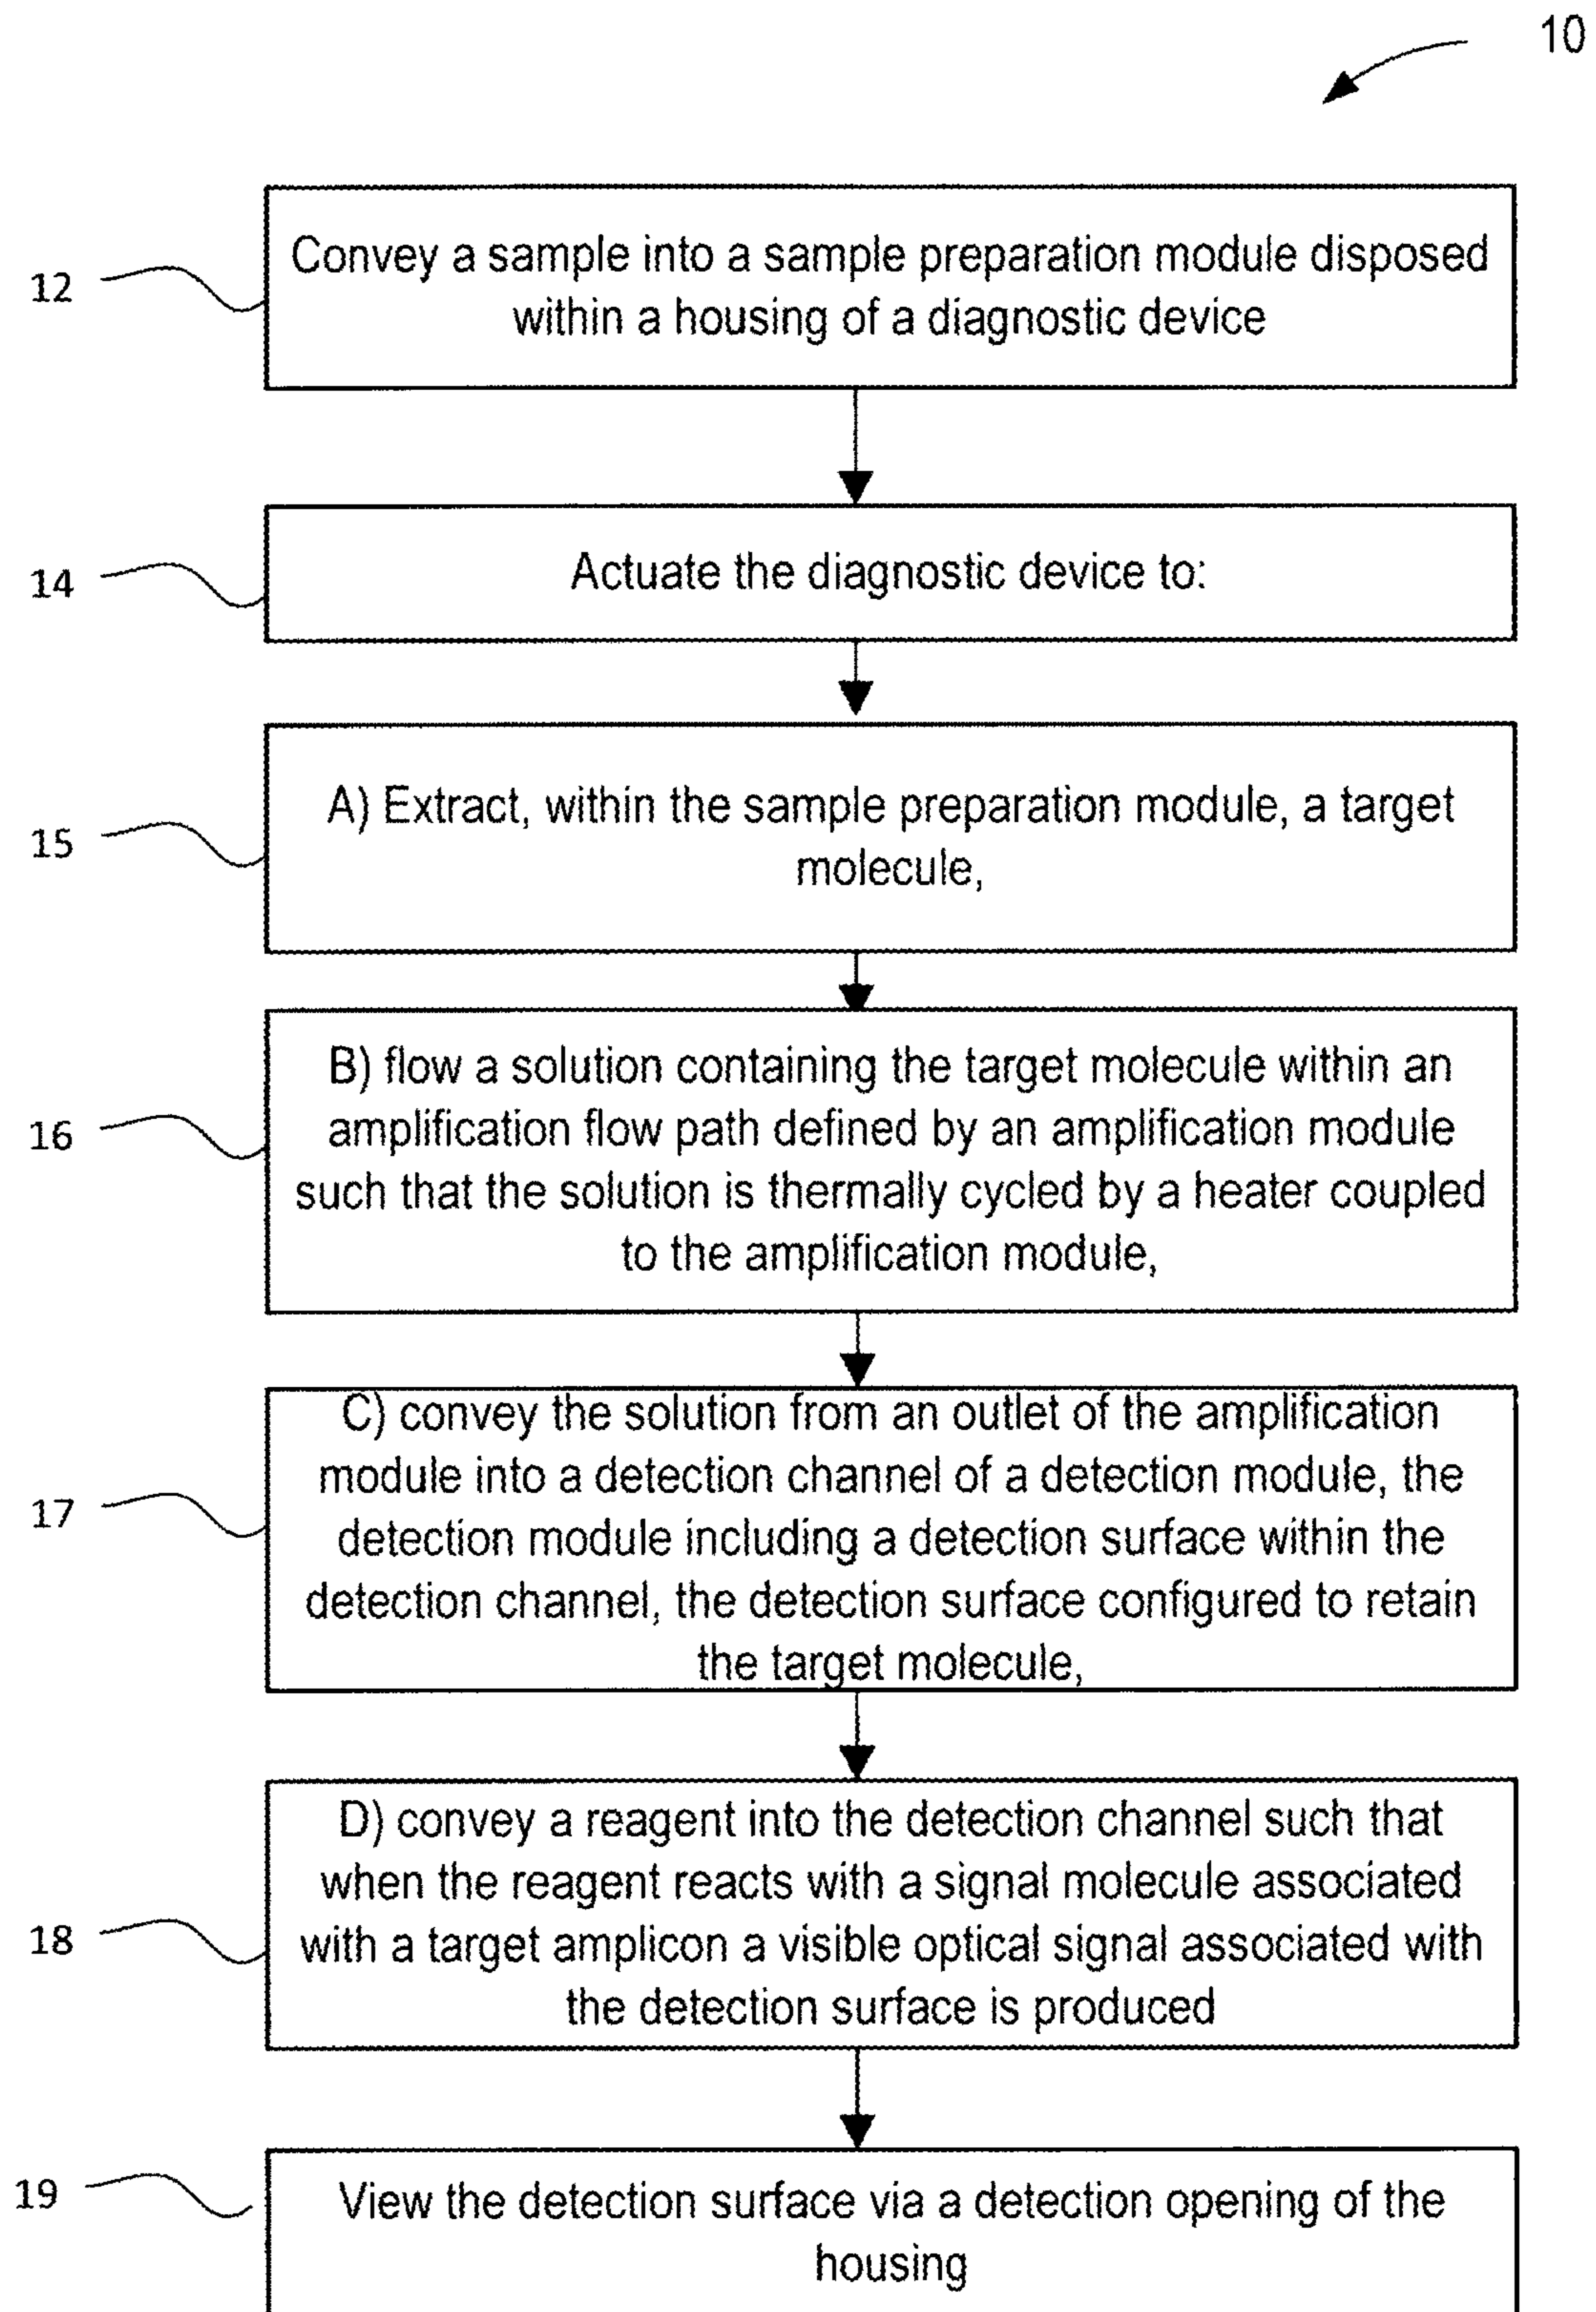 10
12
Convey a sample into a sample preparation module disposed
within a housing of a diagnostic device
14
Actuate the diagnostic device to:
15
A) Extract, within the sample preparation module, a target
molecule,
16
B) flow a solution containing the target molecule within an
amplification flow path defined by an amplification module
such that the solution is thermally cycled by a heater coupled
to the amplification module,
17
C) convey the solution from an outlet of the amplification
module into a detection channel of a detection module, the
detection module including a detection surface within the
detection channel, the detection surface configured to retain
the target molecule,
18
D) convey a reagent into the detection channel such that
when the reagent reacts with a signal molecule associated
with a target amplicon a visible optical signal associated with
the detection surface is produced
19
View the detection surface via a detection opening of the
housing